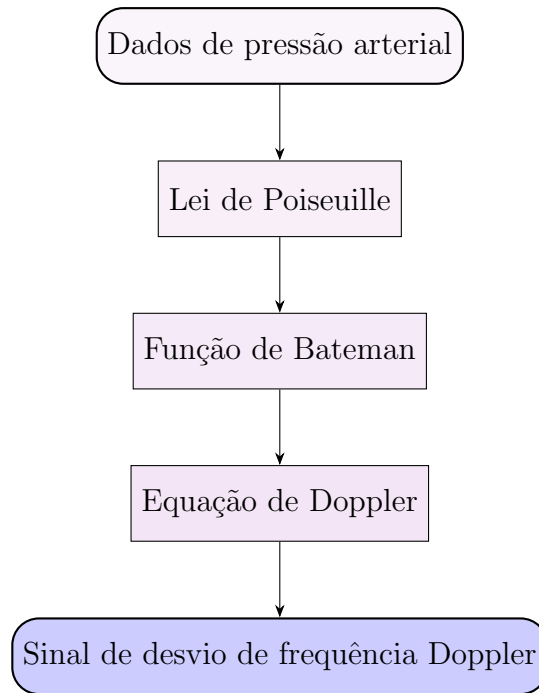 Dados de pressão arterial
Lei de Poiseuille
Função de Bateman
Equação de Doppler
Sinal de desvio de frequência Doppler